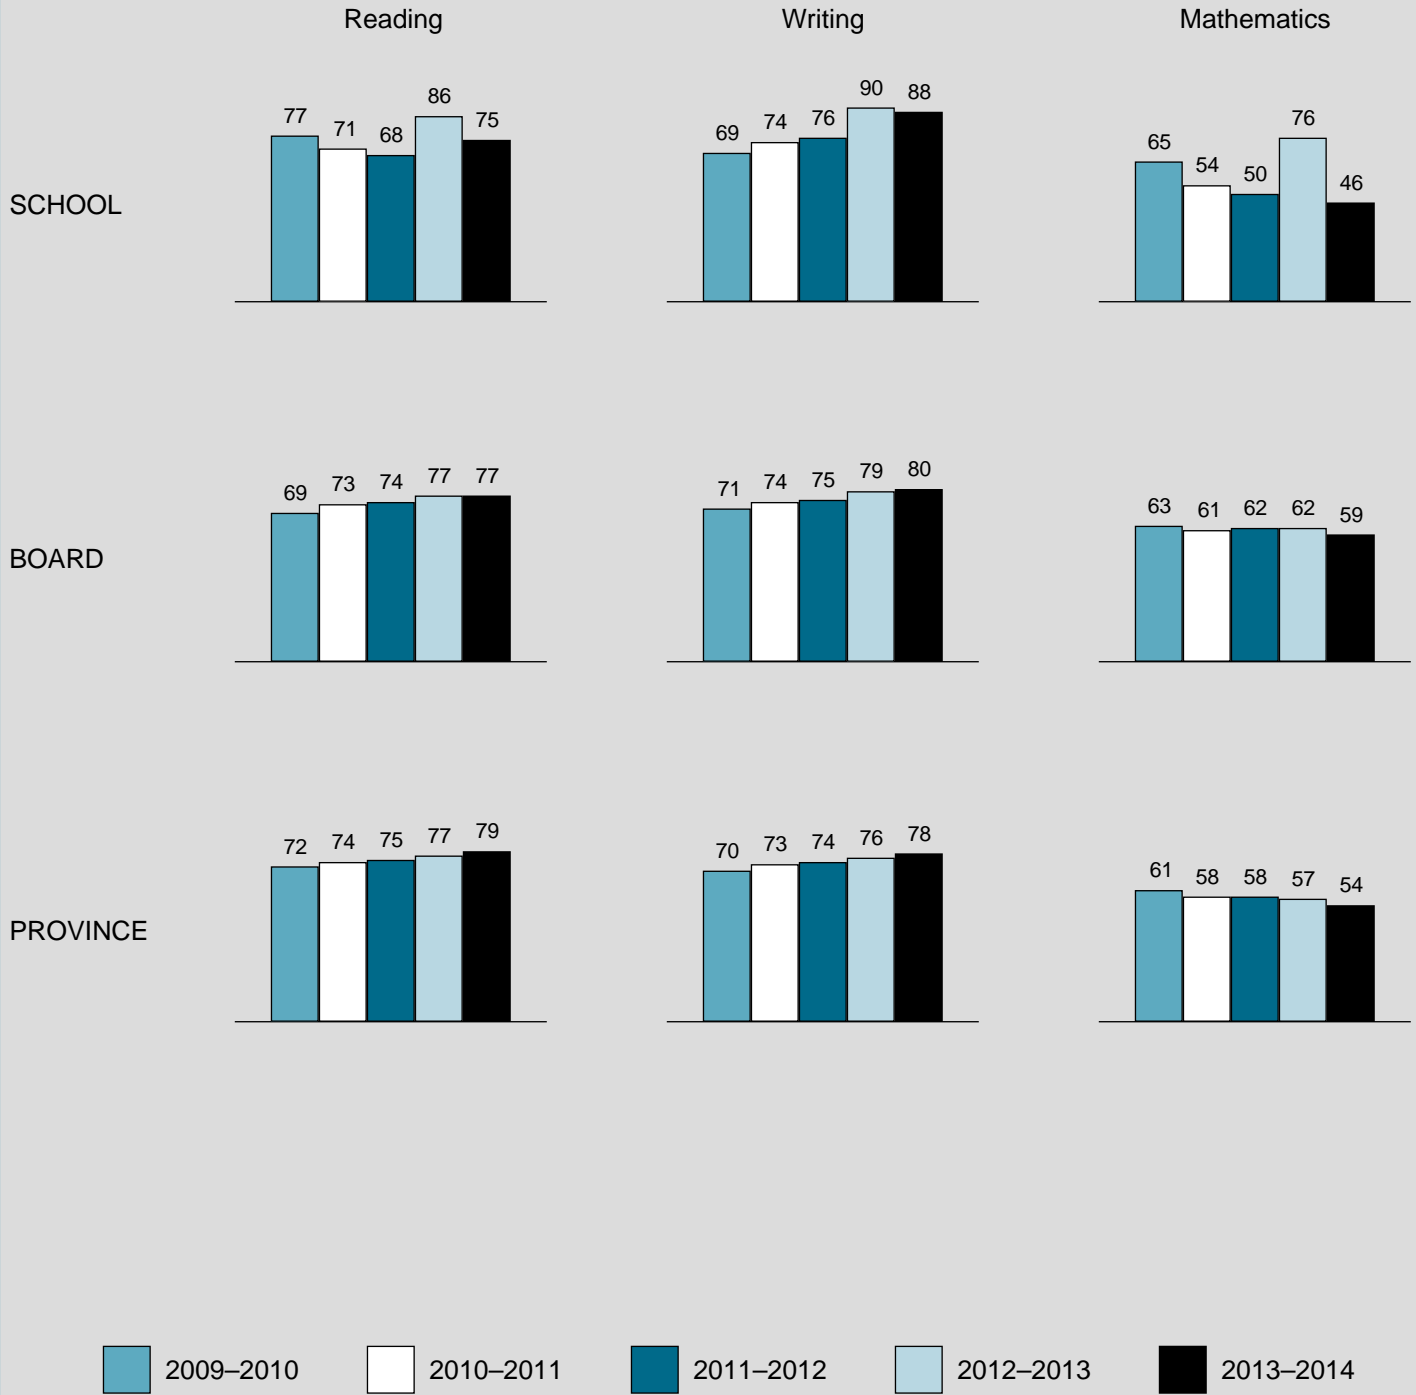 Reading Writing Mathematics
77 71 68 86 75
69 74 76 90 88
65 54 50 76 46
SCHOOL
69 73 74 77 77
71 74 75 79 80
63 61 62 62 59
BOARD
72 74 75 77 79
70 73 74 76 78
61 58 58 57 54
PROVINCE
2009–2010 2010–2011 2011–2012 2012–2013 2013–2014